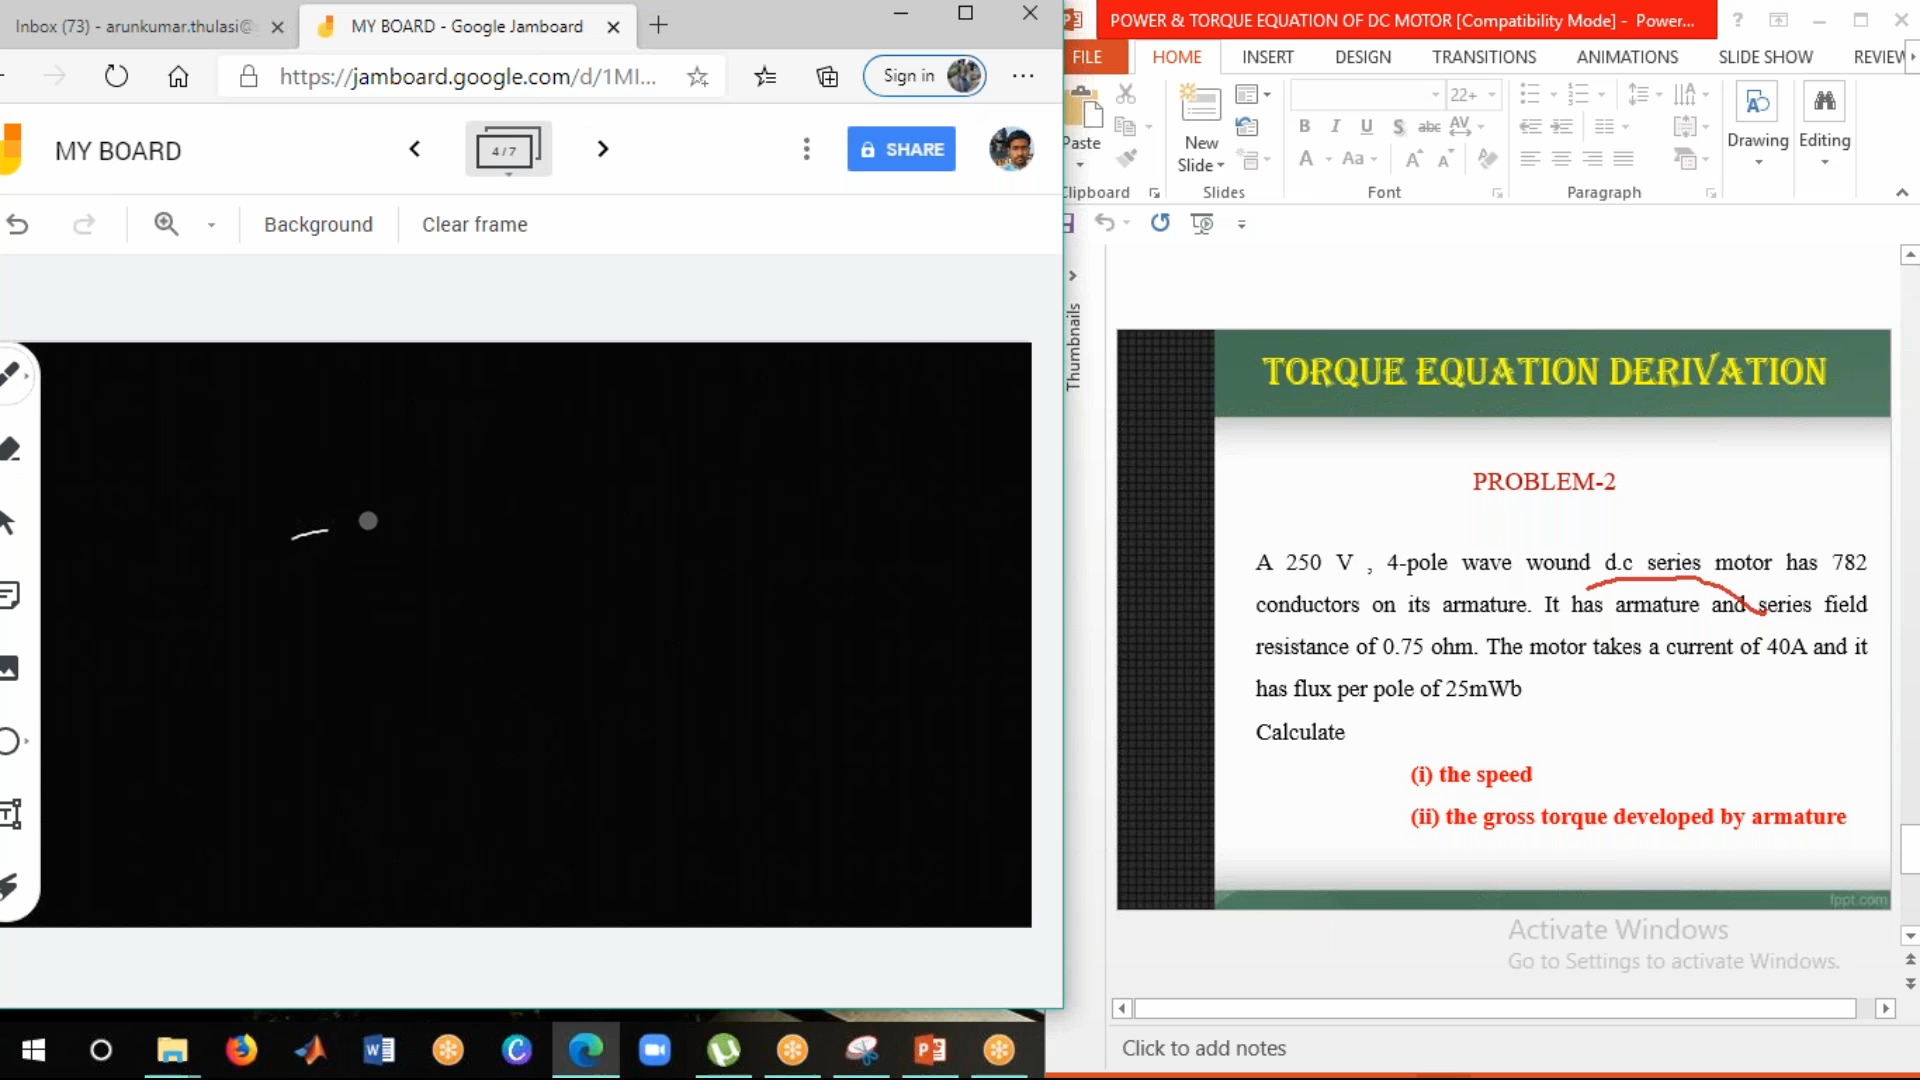 Inbox (73) - arunkumar.thulasi@
MY BOARD - Google Jamboard
https://jamboard.google.com/d/1MI...
Sign in
MY BOARD
4 / 7
SHARE
Background
Clear frame
POWER & TORQUE EQUATION OF DC MOTOR [Compatibility Mode] - Power...
FILE
HOME
INSERT
DESIGN
TRANSITIONS
ANIMATIONS
SLIDE SHOW
REVIEW
Paste
New
Slide
22+
B I U S abc AV
A Aa A A
Drawing
Editing
Clipboard
Slides
Font
Paragraph
Thumbnails
TORQUE EQUATION DERIVATION
PROBLEM-2
A 250 V , 4-pole wave wound d.c series motor has 782
conductors on its armature. It has armature and series field
resistance of 0.75 ohm. The motor takes a current of 40A and it
has flux per pole of 25mWb
Calculate
(i) the speed
(ii) the gross torque developed by armature
fppt.com
Activate Windows
Go to Settings to activate Windows.
Click to add notes